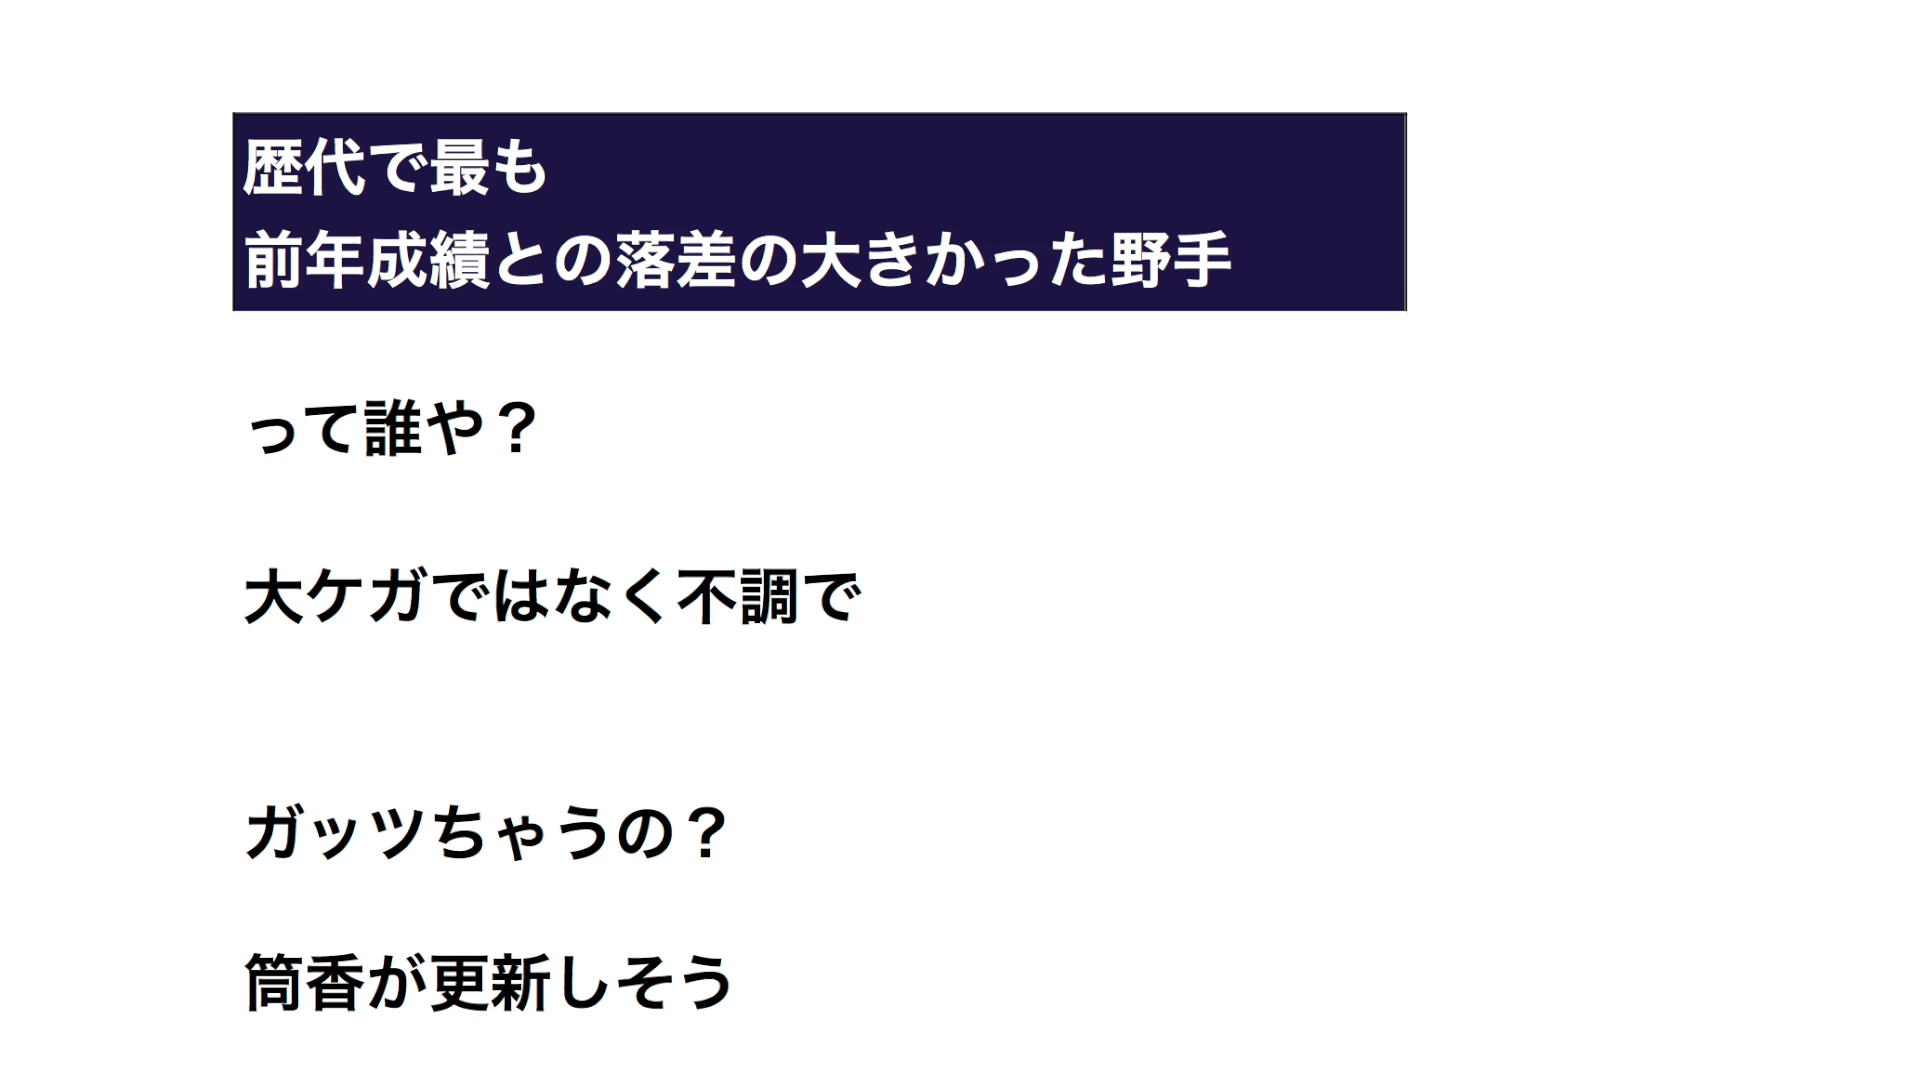 歴代で最も
前年成績との落差の大きかった野手
って誰や？
大ケガではなく不調で
ガッツちゃうの？
筒香が更新しそう